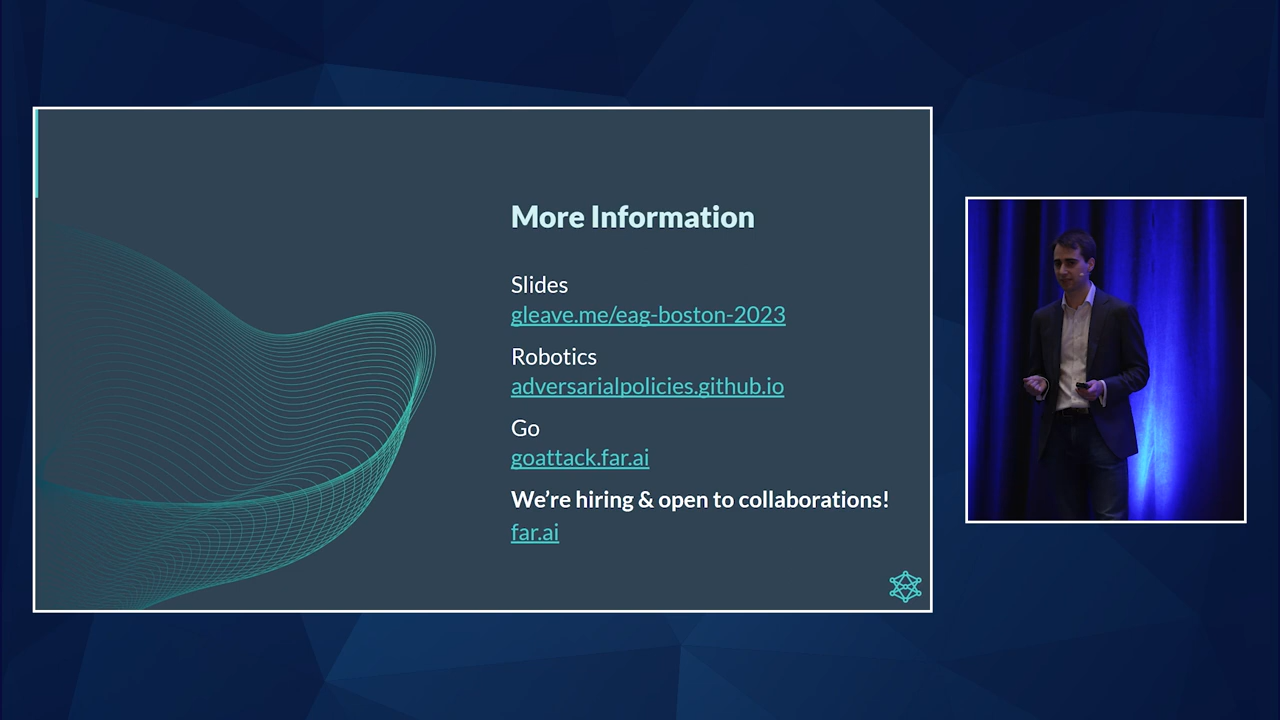 More Information
Slides
gleave.me/eag-boston-2023
Robotics
adversarialpolicies.github.io
Go
goattack.far.ai
We're hiring & open to collaborations!
far.ai